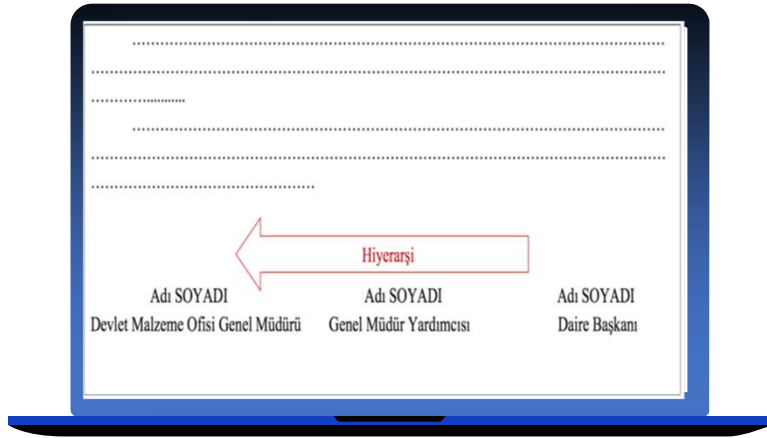 ........................................................................................................
................................................................................................................
......................
........................................................................................................
................................................................................................................
................................................
Hiyerarşi
Adı SOYADI Adı SOYADI Adı SOYADI
Devlet Malzeme Ofisi Genel Müdürü Genel Müdür Yardımcısı Daire Başkanı